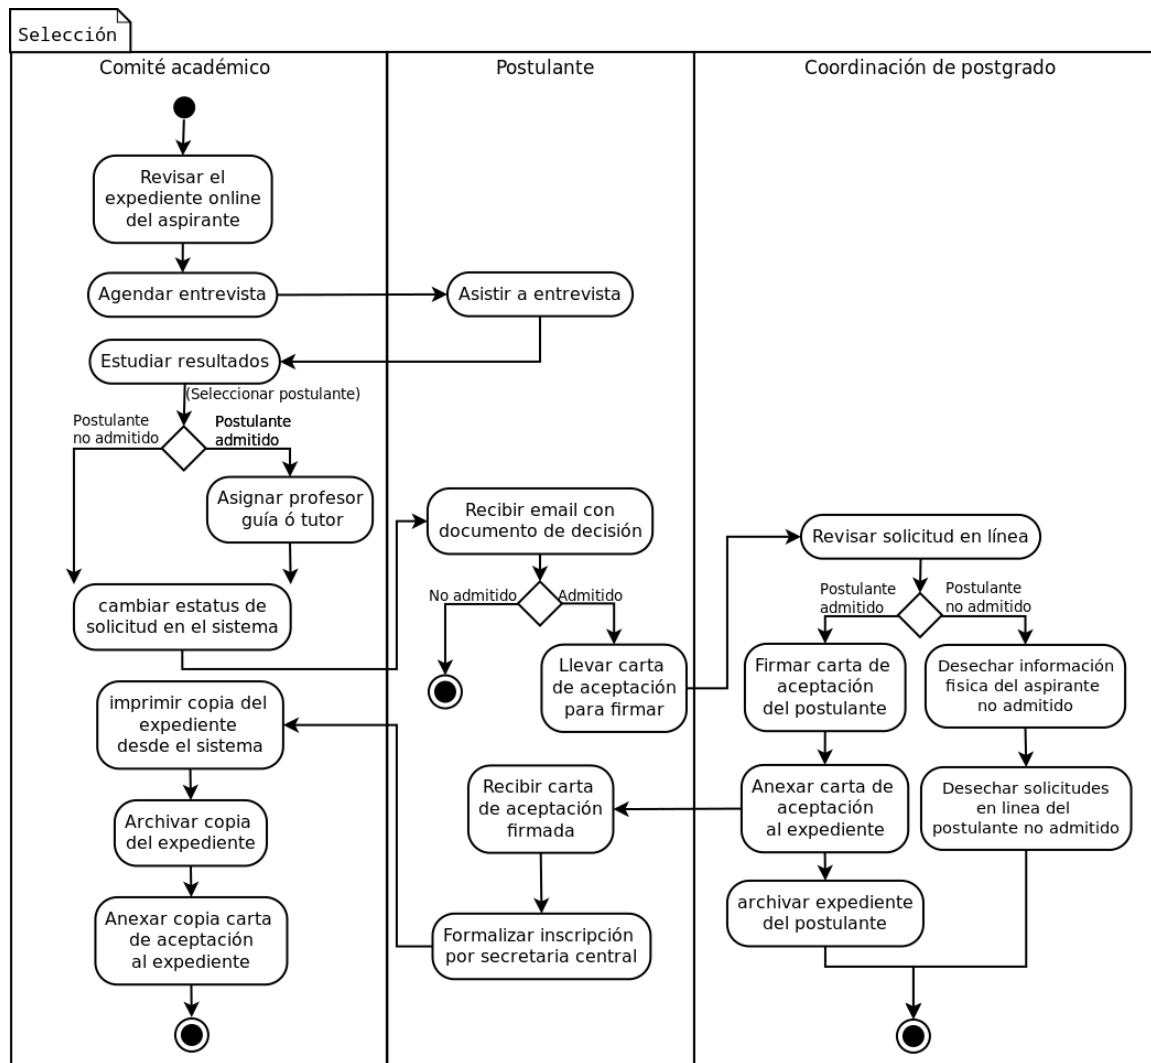 Selección
Comité académico
Postulante
Coordinación de postgrado
Revisar el
expediente online
del aspirante
Agendar entrevista
Asistir a entrevista
Estudiar resultados
(Seleccionar postulante)
Postulante
no admitido
Postulante
admitido
Asignar profesor
guía ó tutor
cambiar estatus de
solicitud en el sistema
Recibir email con
documento de decisión
No admitido
Admitido
Llevar carta
de aceptación
para firmar
Revisar solicitud en línea
Postulante
admitido
Postulante
no admitido
Firmar carta de
aceptación
del postulante
Desechar información
fisica del aspirante
no admitido
Anexar carta de
aceptación
al expediente
Desechar solicitudes
en linea del
postulante no admitido
archivar expediente
del postulante
Recibir carta
de aceptación
firmada
Formalizar inscripción
por secretaria central
imprimir copia del
expediente
desde el sistema
Archivar copia
del expediente
Anexar copia carta
de aceptación
al expediente